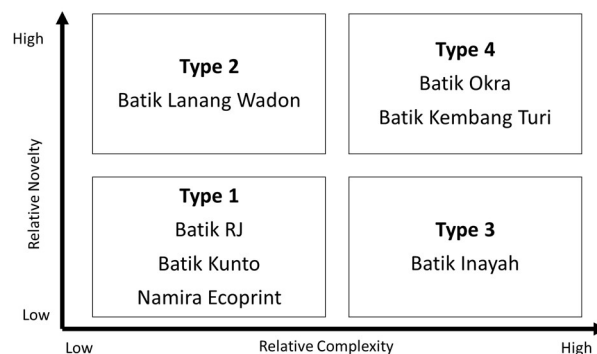 High
Type 2
Batik Lanang Wadon
Type 4
Batik Okra
Batik Kembang Turi
Relative Novelty
Type 1
Batik RJ
Batik Kunto
Namira Ecoprint
Type 3
Batik Inayah
Low
Low
Relative Complexity
High